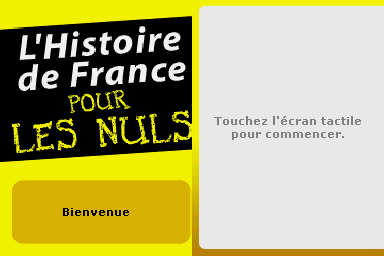 L'Histoire
de France
POUR
LES NULS
Bienvenue
Touchez l'écran tactile
pour commencer.